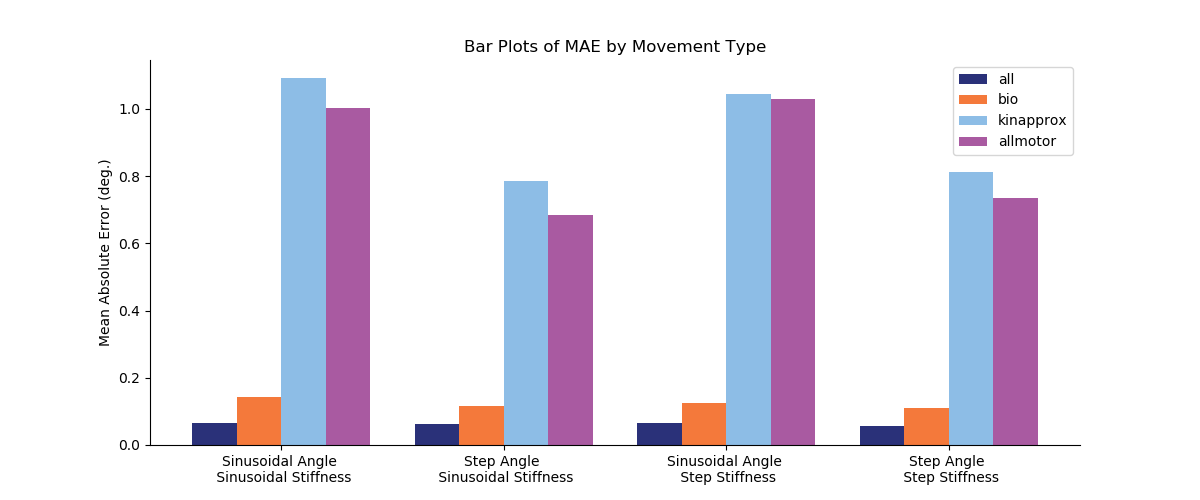 Bar Plots of MAE by Movement Type
all
bio
kinapprox
allmotor
Mean Absolute Error (deg.)
1.0
0.8
0.6
0.4
0.2
0.0
Sinusoidal Angle
Sinusoidal Stiffness
Step Angle
Sinusoidal Stiffness
Sinusoidal Angle
Step Stiffness
Step Angle
Step Stiffness